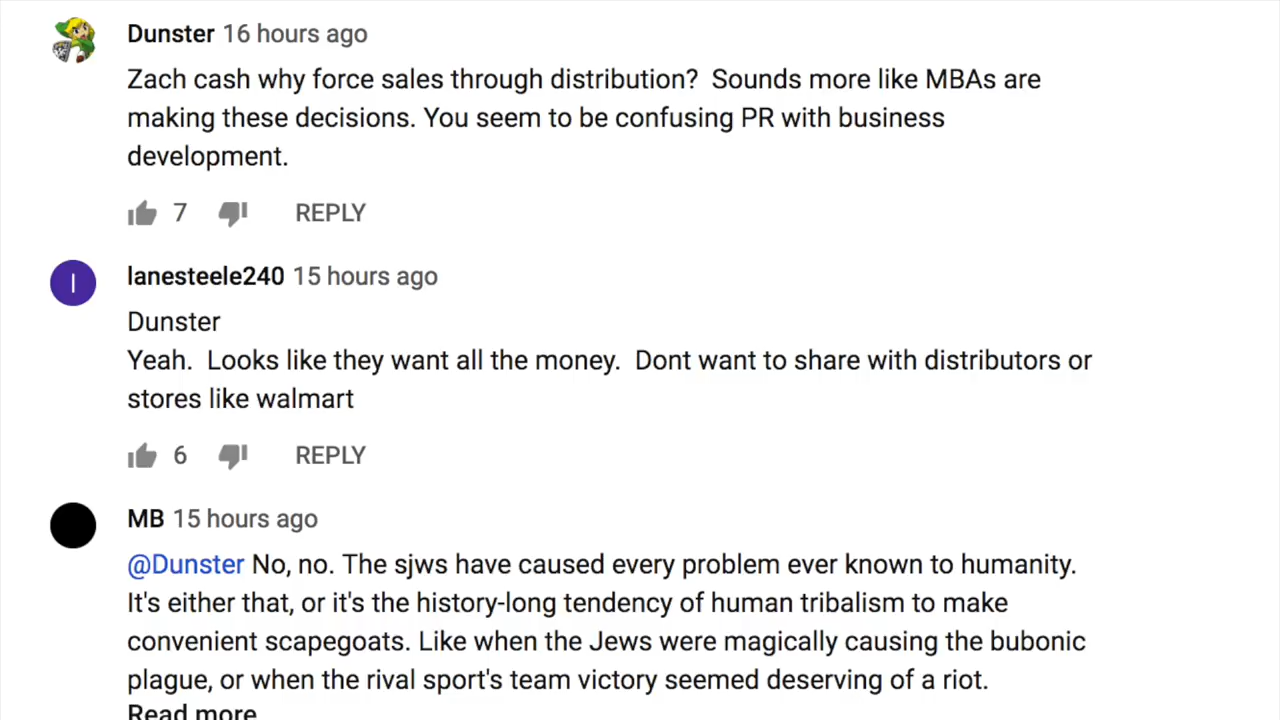 Dunster 16 hours ago
Zach cash why force sales through distribution?  Sounds more like MBAs are
making these decisions. You seem to be confusing PR with business
development.
7 REPLY
I
lanesteele240 15 hours ago
Dunster
Yeah.  Looks like they want all the money.  Dont want to share with distributors or
stores like walmart
6 REPLY
MB 15 hours ago
@Dunster No, no. The sjws have caused every problem ever known to humanity.
It's either that, or it's the history-long tendency of human tribalism to make
convenient scapegoats. Like when the Jews were magically causing the bubonic
plague, or when the rival sport's team victory seemed deserving of a riot.
Read more